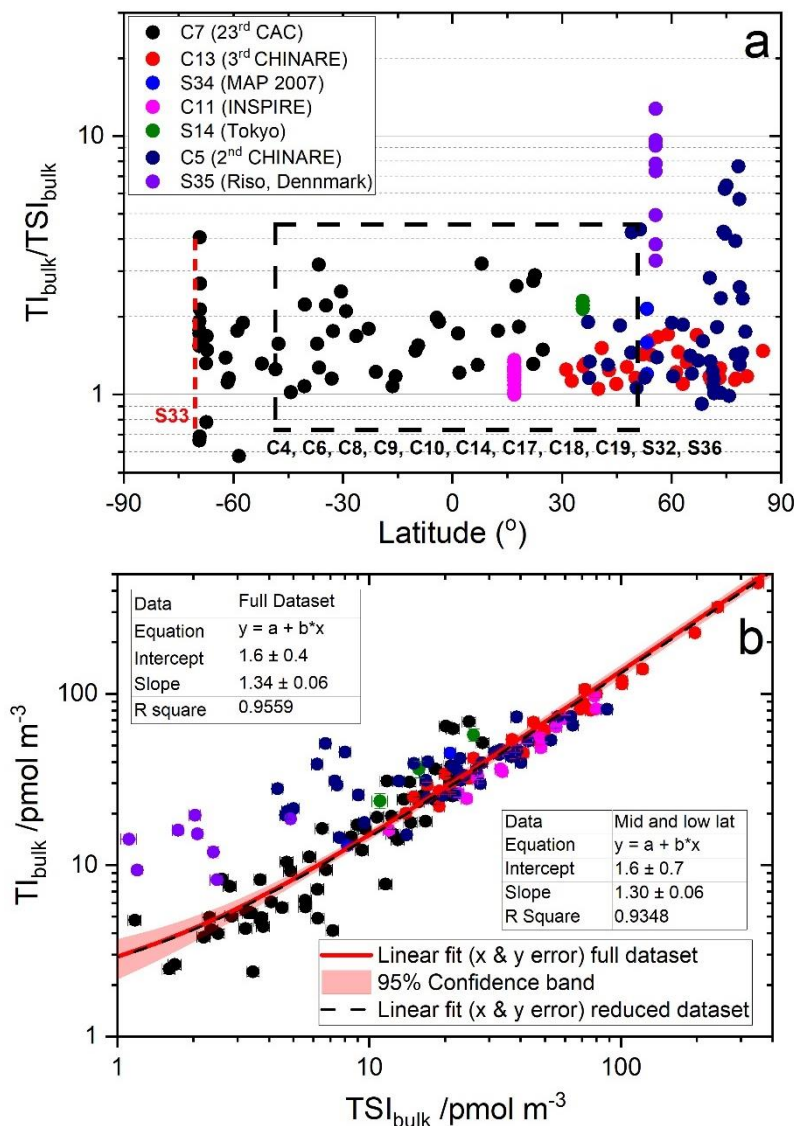 a
C7 (23rd CAC)
C13 (3rd CHINARE)
S34 (MAP 2007)
C11 (INSPIRE)
S14 (Tokyo)
C5 (2nd CHINARE)
S35 (Riso, Dennmark)
10
1
TIbulk/TSIbulk
S33
C4, C6, C8, C9, C10, C14, C17, C18, C19, S32, S36
-90 -60 -30 0 30 60 90
Latitude (o)
b
Data Full Dataset
Equation y = a + b*x
Intercept 1.6 ± 0.4
Slope 1.34 ± 0.06
R square 0.9559
100
10
1
TIbulk /pmol m-3
Data Mid and low lat
Equation y = a + b*x
Intercept 1.6 ± 0.7
Slope 1.30 ± 0.06
R Square 0.9348
Linear fit (x & y error) full dataset
95% Confidence band
Linear fit (x & y error) reduced dataset
1 10 100
TSIbulk /pmol m-3